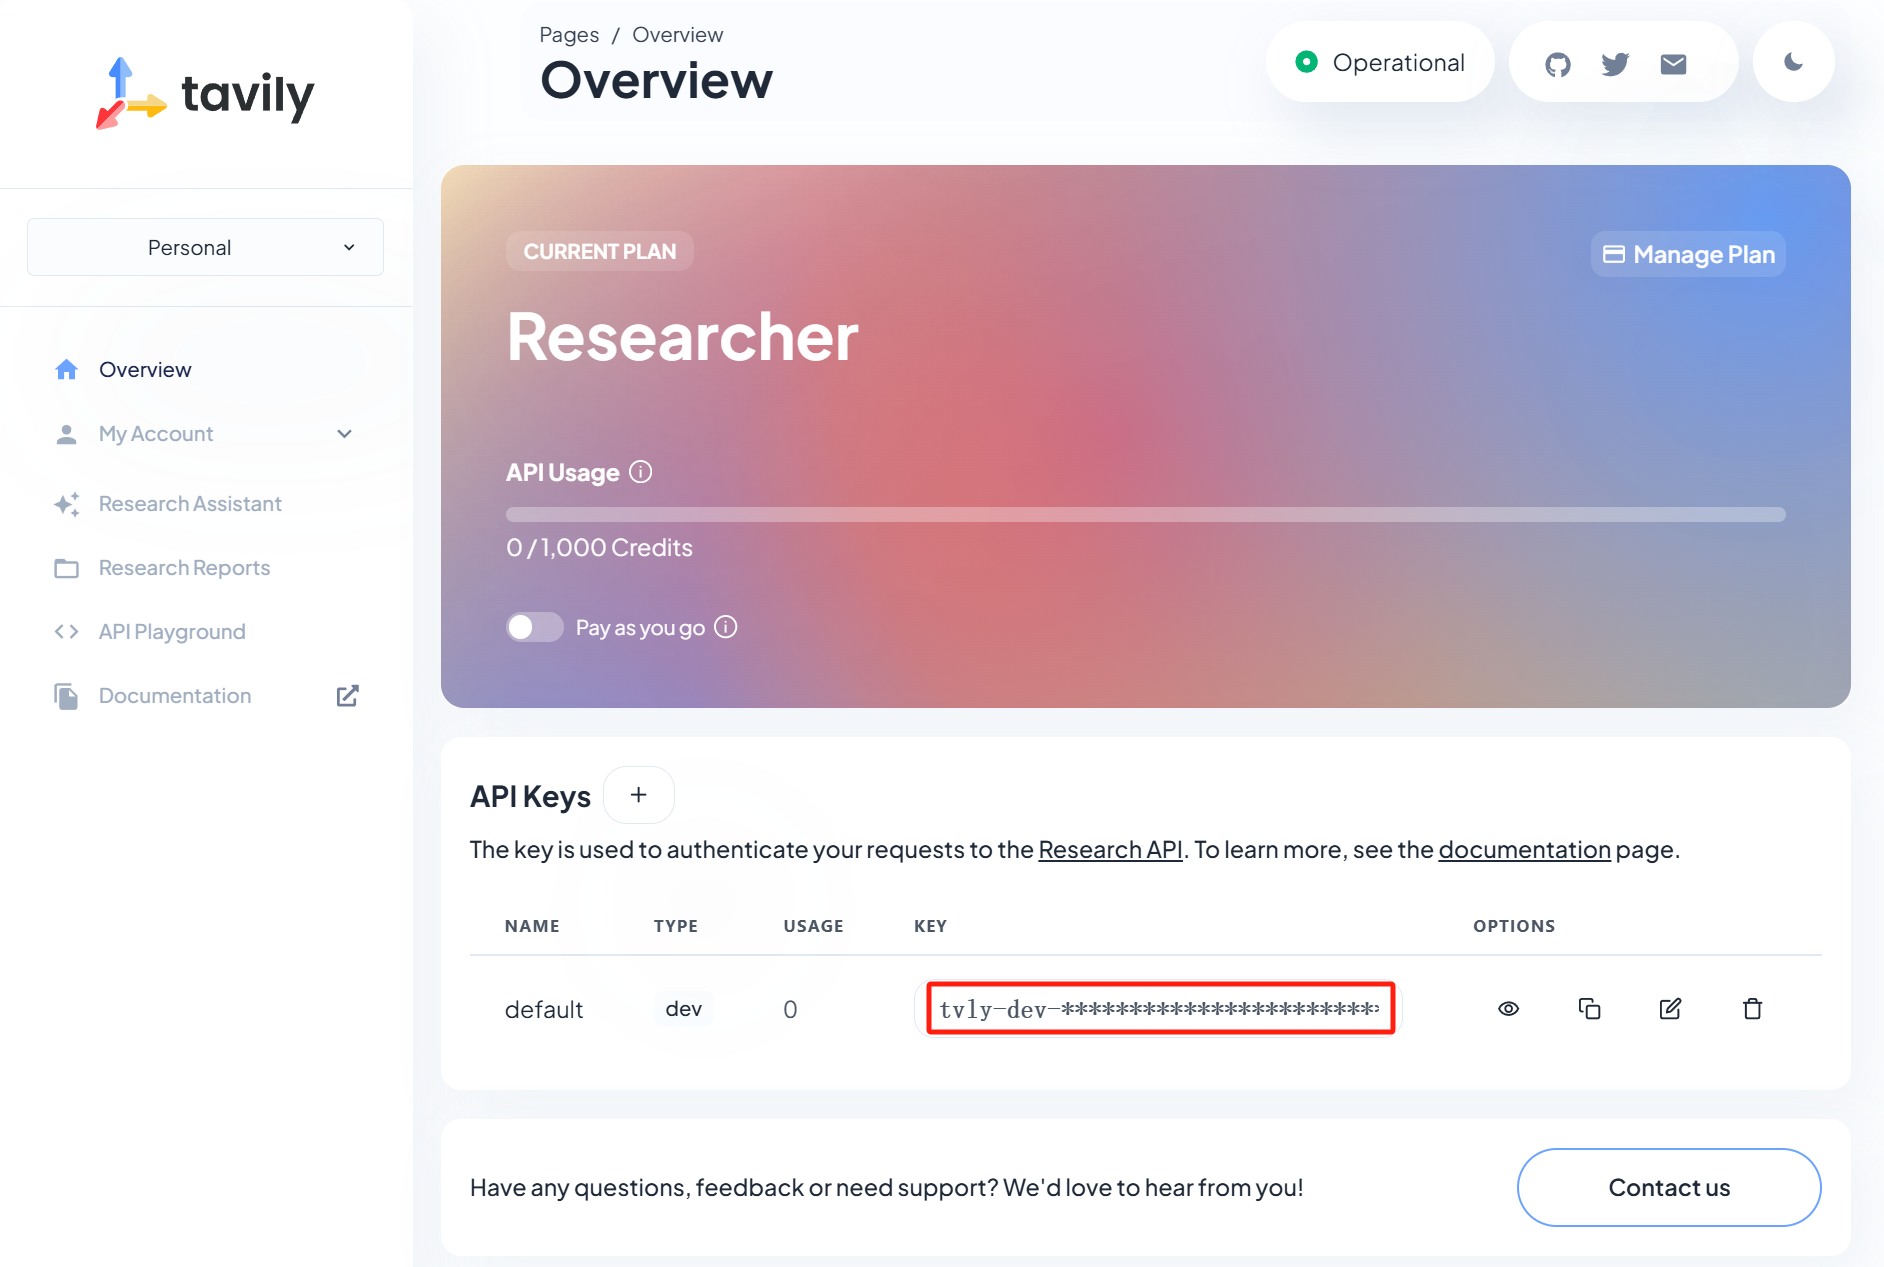 tavily
Personal
Overview
My Account
Research Assistant
Research Reports
API Playground
Documentation
Pages / Overview
Overview
Operational
CURRENT PLAN
Manage Plan
Researcher
API Usage
0 / 1,000 Credits
Pay as you go
API Keys +
The key is used to authenticate your requests to the Research API. To learn more, see the documentation page.
NAME TYPE USAGE KEY OPTIONS
default dev 0 tvly-dev-************************
Have any questions, feedback or need support? We'd love to hear from you!
Contact us